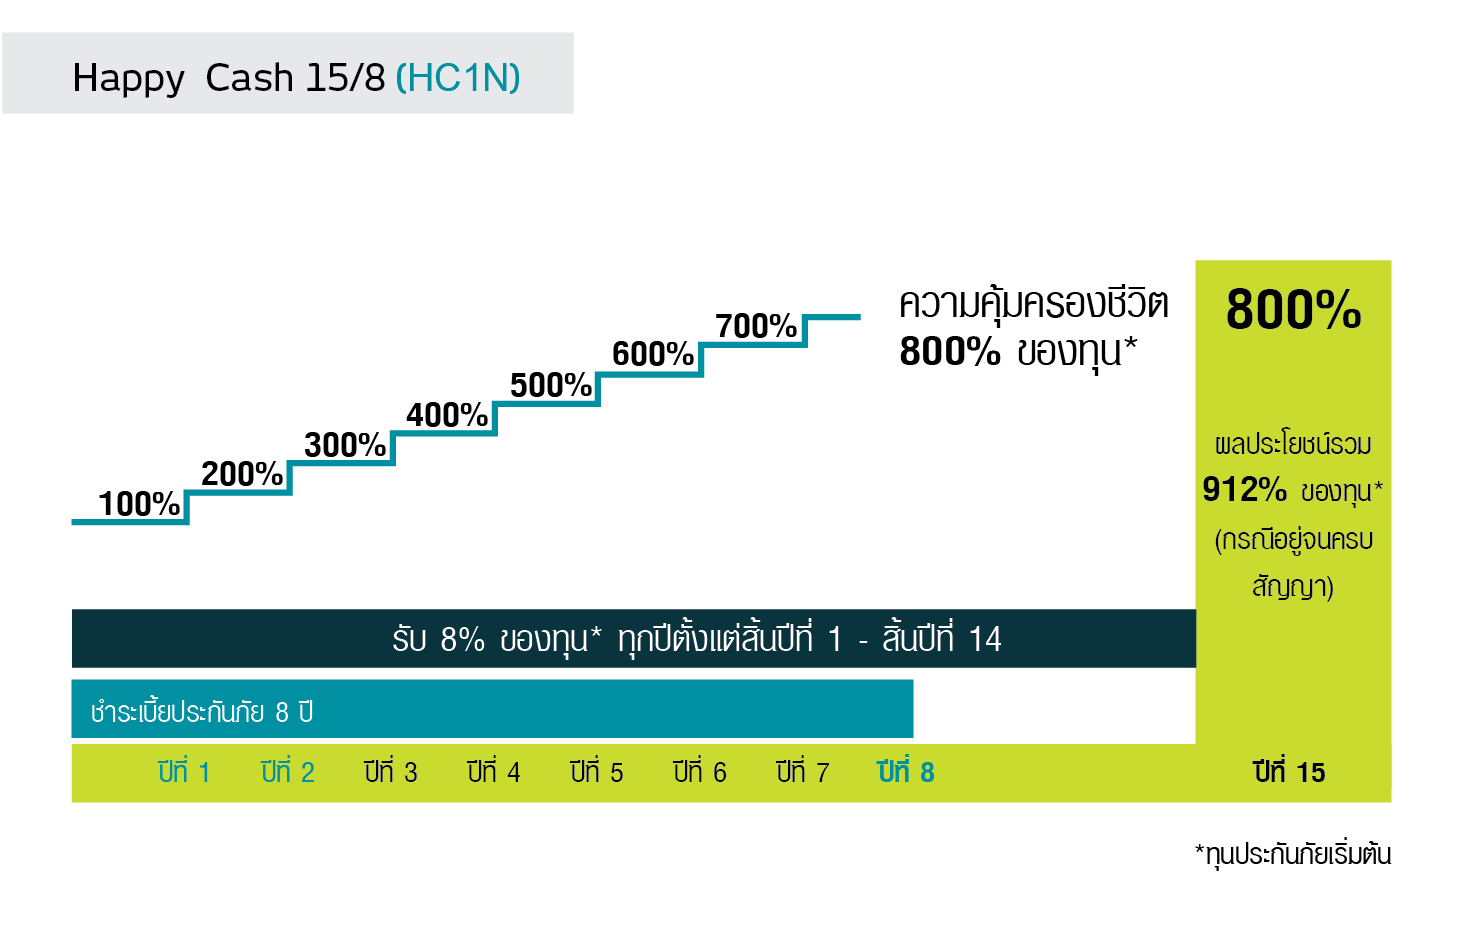 Happy Cash 15/8 (HC1N)
ความคุ้มครองชีวิต
800% ของทุน*
800%
700%
600%
500%
400%
300%
200%
100%
ผลประโยชน์รวม
912% ของทุน*
(กรณีอยู่จนครบ
สัญญา)
รับ 8% ของทุน* ทุกปีตั้งแต่สิ้นปีที่ 1 - สิ้นปีที่ 14
ชำระเบี้ยประกันภัย 8 ปี
ปีที่ 1 ปีที่ 2 ปีที่ 3 ปีที่ 4 ปีที่ 5 ปีที่ 6 ปีที่ 7 ปีที่ 8 ปีที่ 15
*ทุนประกันภัยเริ่มต้น